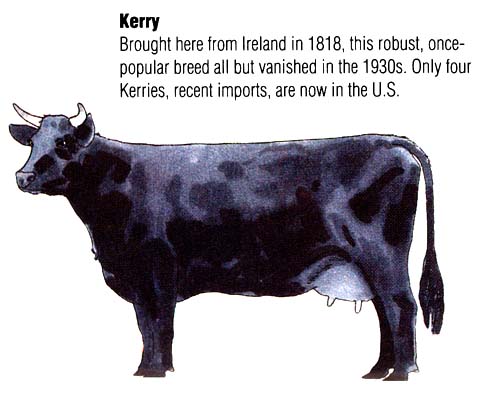 Kerry
Brought here from Ireland in 1818, this robust, once-
popular breed all but vanished in the 1930s. Only four
Kerries, recent imports, are now in the U.S.